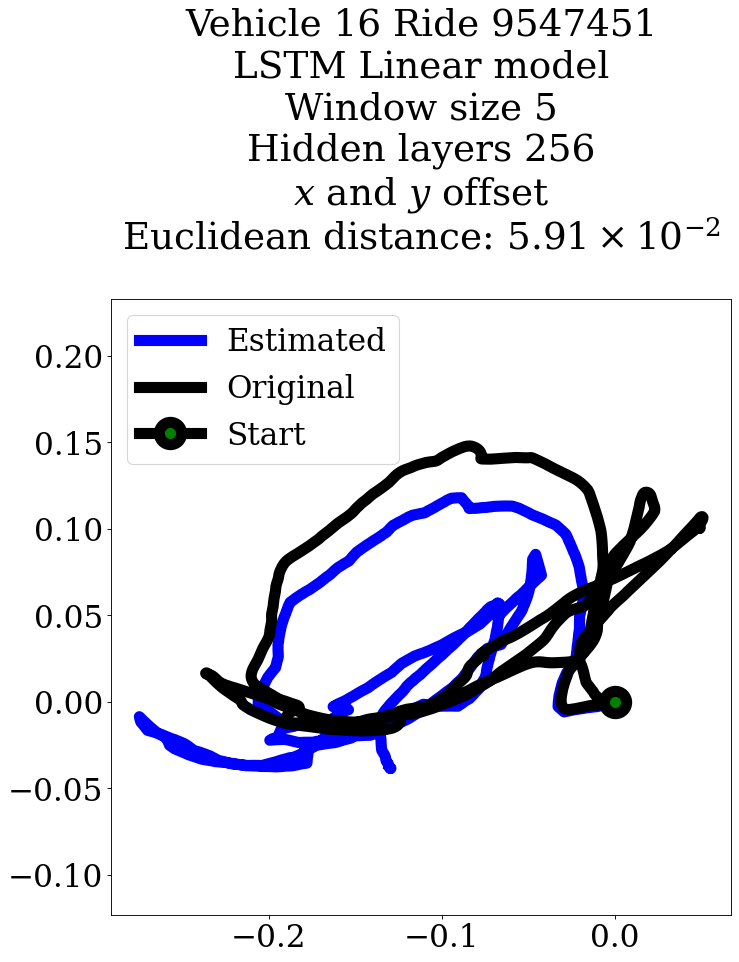 Vehicle 16 Ride 9547451
LSTM Linear model
Window size 5
Hidden layers 256
x and y offset
Euclidean distance: 5.91 × 10⁻²
Estimated
Original
Start
0.20
0.15
0.10
0.05
0.00
−0.05
−0.10
−0.2 −0.1 0.0